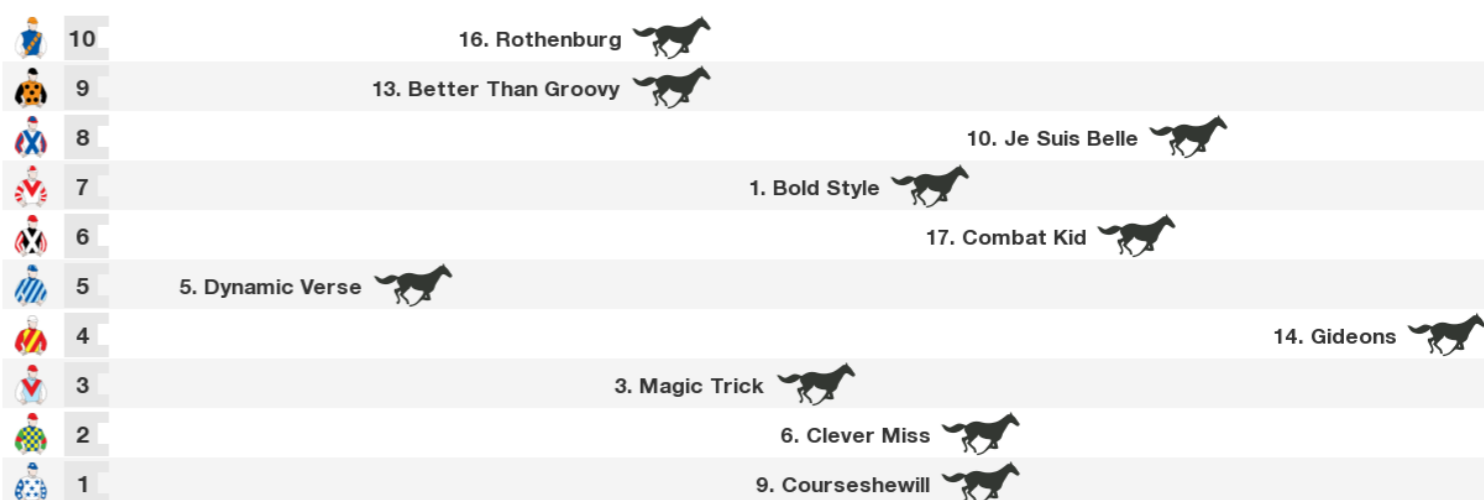 10 16. Rothenburg
9 13. Better Than Groovy
8 10. Je Suis Belle
7 1. Bold Style
6 17. Combat Kid
5 5. Dynamic Verse
4 14. Gideons
3 3. Magic Trick
2 6. Clever Miss
1 9. Courseshewill